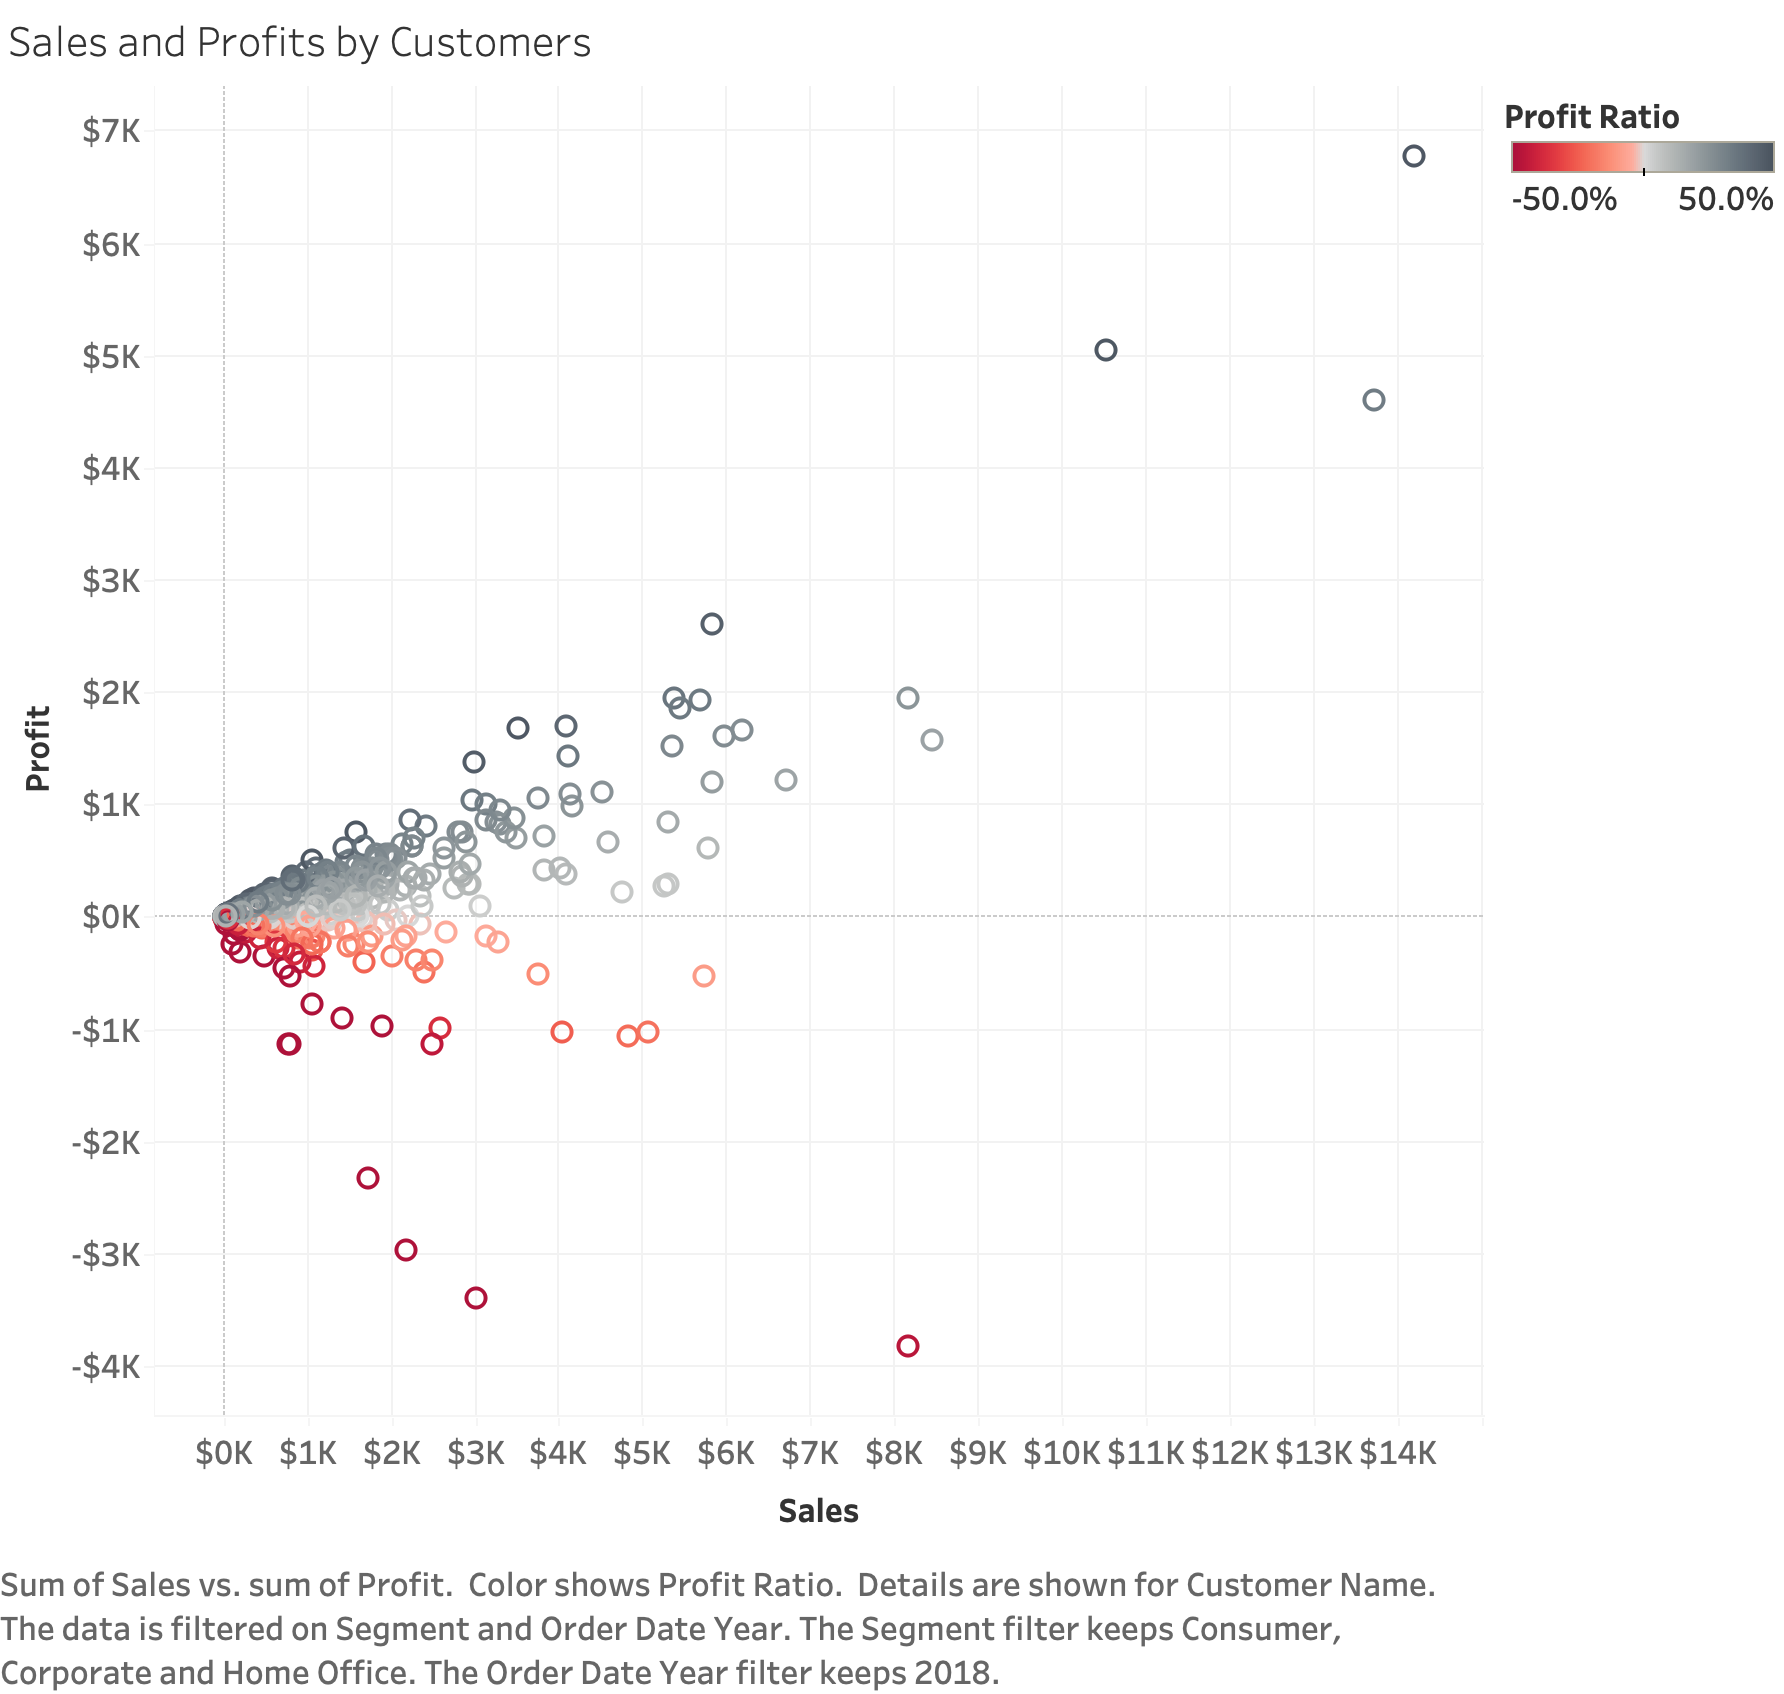 Sales and Profits by Customers
Profit Ratio
-50.0% 50.0%
$7K
$6K
$5K
$4K
$3K
$2K
$1K
$0K
-$1K
-$2K
-$3K
-$4K
Profit
$0K $1K $2K $3K $4K $5K $6K $7K $8K $9K $10K $11K $12K $13K $14K
Sales
Sum of Sales vs. sum of Profit.  Color shows Profit Ratio.  Details are shown for Customer Name.
The data is filtered on Segment and Order Date Year. The Segment filter keeps Consumer,
Corporate and Home Office. The Order Date Year filter keeps 2018.